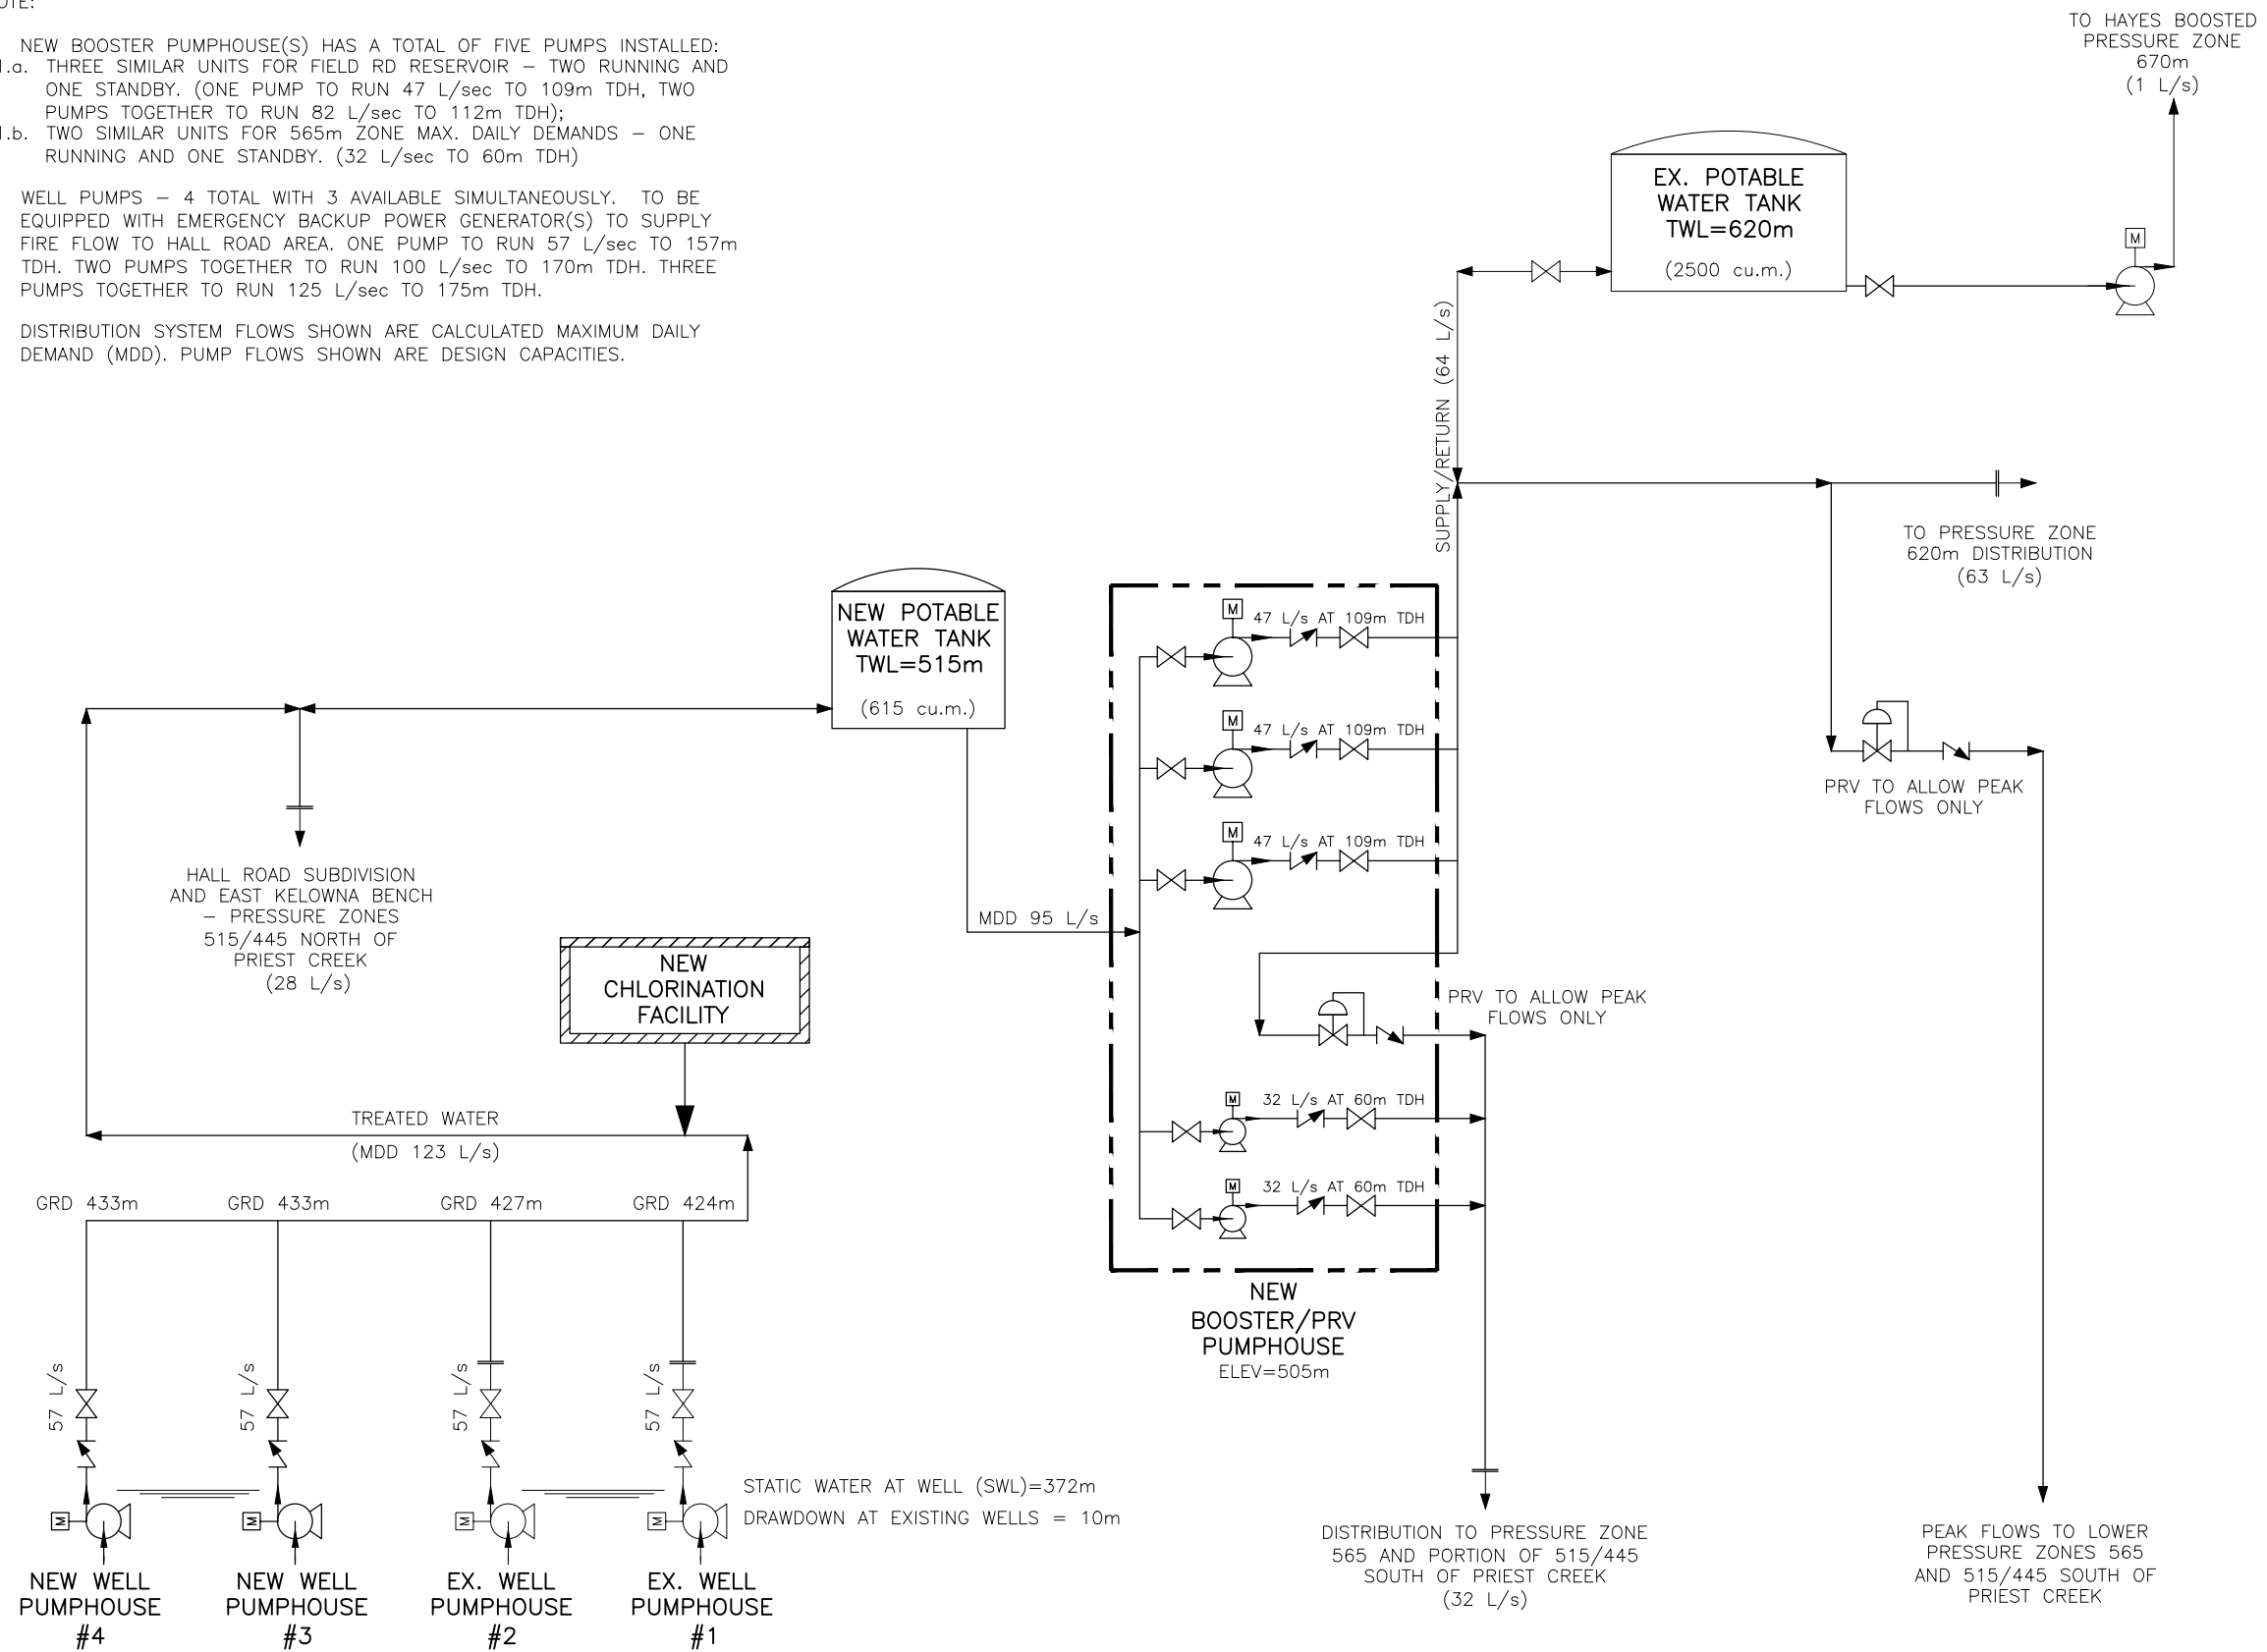 NEW BOOSTER PUMPHOUSE(S) HAS A TOTAL OF FIVE PUMPS INSTALLED:
THREE SIMILAR UNITS FOR FIELD RD RESERVOIR – TWO RUNNING AND
ONE STANDBY. (ONE PUMP TO RUN 47 L/sec TO 109m TDH, TWO
PUMPS TOGETHER TO RUN 82 L/sec TO 112m TDH);
TWO SIMILAR UNITS FOR 565m ZONE MAX. DAILY DEMANDS – ONE
RUNNING AND ONE STANDBY. (32 L/sec TO 60m TDH)
WELL PUMPS – 4 TOTAL WITH 3 AVAILABLE SIMULTANEOUSLY. TO BE
EQUIPPED WITH EMERGENCY BACKUP POWER GENERATOR(S) TO SUPPLY
FIRE FLOW TO HALL ROAD AREA. ONE PUMP TO RUN 57 L/sec TO 157m
TDH. TWO PUMPS TOGETHER TO RUN 100 L/sec TO 170m TDH. THREE
PUMPS TOGETHER TO RUN 125 L/sec TO 175m TDH.
DISTRIBUTION SYSTEM FLOWS SHOWN ARE CALCULATED MAXIMUM DAILY
DEMAND (MDD). PUMP FLOWS SHOWN ARE DESIGN CAPACITIES.
TO HAYES BOOSTED
PRESSURE ZONE
670m
(1 L/s)
EX. POTABLE
WATER TANK
TWL=620m
(2500 cu.m.)
M
SUPPLY/RETURN (64 L/s)
TO PRESSURE ZONE
620m DISTRIBUTION
(63 L/s)
PRV TO ALLOW PEAK
FLOWS ONLY
NEW POTABLE
WATER TANK
TWL=515m
(615 cu.m.)
M
47 L/s AT 109m TDH
M
47 L/s AT 109m TDH
M
47 L/s AT 109m TDH
MDD 95 L/s
PRV TO ALLOW PEAK
FLOWS ONLY
M
32 L/s AT 60m TDH
M
32 L/s AT 60m TDH
NEW
BOOSTER/PRV
PUMPHOUSE
ELEV=505m
HALL ROAD SUBDIVISION
AND EAST KELOWNA BENCH
– PRESSURE ZONES
515/445 NORTH OF
PRIEST CREEK
(28 L/s)
NEW
CHLORINATION
FACILITY
TREATED WATER
(MDD 123 L/s)
GRD 433m
GRD 433m
GRD 427m
GRD 424m
57 L/s
57 L/s
57 L/s
57 L/s
M
M
M
M
STATIC WATER AT WELL (SWL)=372m
DRAWDOWN AT EXISTING WELLS = 10m
NEW WELL
PUMPHOUSE
#4
NEW WELL
PUMPHOUSE
#3
EX. WELL
PUMPHOUSE
#2
EX. WELL
PUMPHOUSE
#1
DISTRIBUTION TO PRESSURE ZONE
565 AND PORTION OF 515/445
SOUTH OF PRIEST CREEK
(32 L/s)
PEAK FLOWS TO LOWER
PRESSURE ZONES 565
AND 515/445 SOUTH OF
PRIEST CREEK